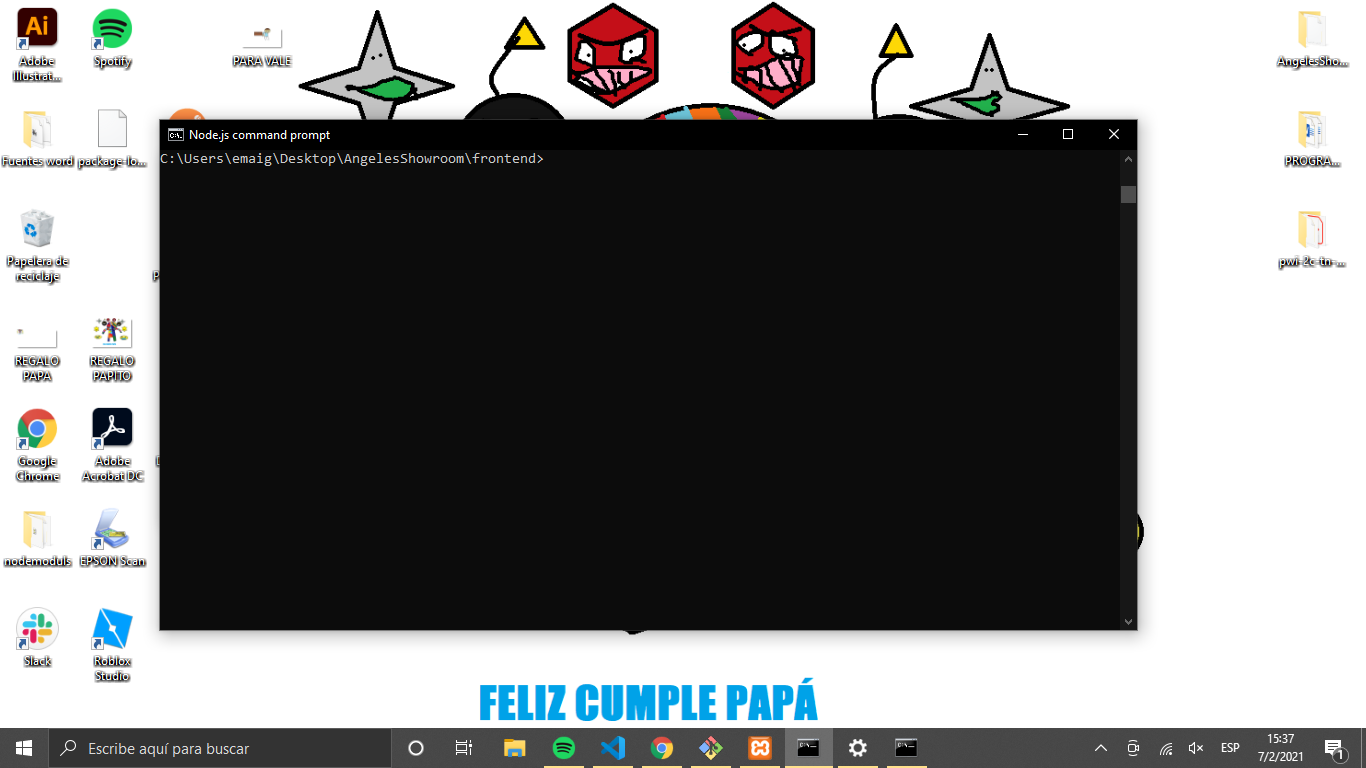 Adobe
Illustrat...
Spotify
PARA VALE
AngelesSho...
Fuentes word
package-lo...
PROGRA...
Papelera de
reciclaje
pwi-2c-tn-...
REGALO
PAPA
REGALO
PAPITO
Google
Chrome
Adobe
Acrobat DC
nodemoduls
EPSON Scan
Slack
Roblox
Studio
Node.js command prompt
C:\Users\emaig\Desktop\AngelesShowroom\frontend>
FELIZ CUMPLE PAPÁ
Escribe aquí para buscar
ESP
15:37
7/2/2021
1